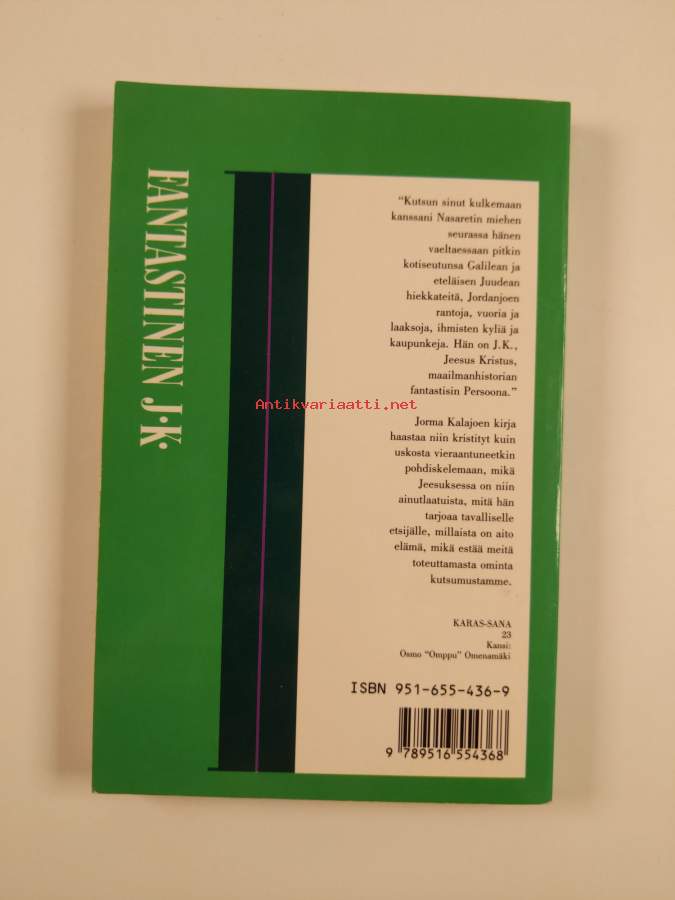 FANTASTINEN J.K.
“Kutsun sinut kulkemaan
kanssani Nasaretin miehen
seurassa hänen
vaeltaessaan pitkin
kotiseutunsa Galilean ja
eteläisen Juudean
hiekkateitä, Jordanjoen
rantoja, vuoria ja
laaksoja, ihmisten kyliä ja
kaupunkeja. Hän on J.K.,
Jeesus Kristus,
maailmanhistorian
fantastisin Persoona.”
Antikvariaatti.net
Jorma Kalajoen kirja
haastaa niin kristityt kuin
uskosta vieraantuneetkin
pohdiskelemaan, mikä
Jeesuksessa on niin
ainutlaatuista, mitä hän
tarjoaa tavalliselle
etsijälle, millaista on aito
elämä, mikä estää meitä
toteuttamasta ominta
kutsumustamme.
KARAS-SANA
23
Kansi:
Osmo “Omppu” Omenamäki
ISBN 951-655-436-9
9 789516 554368